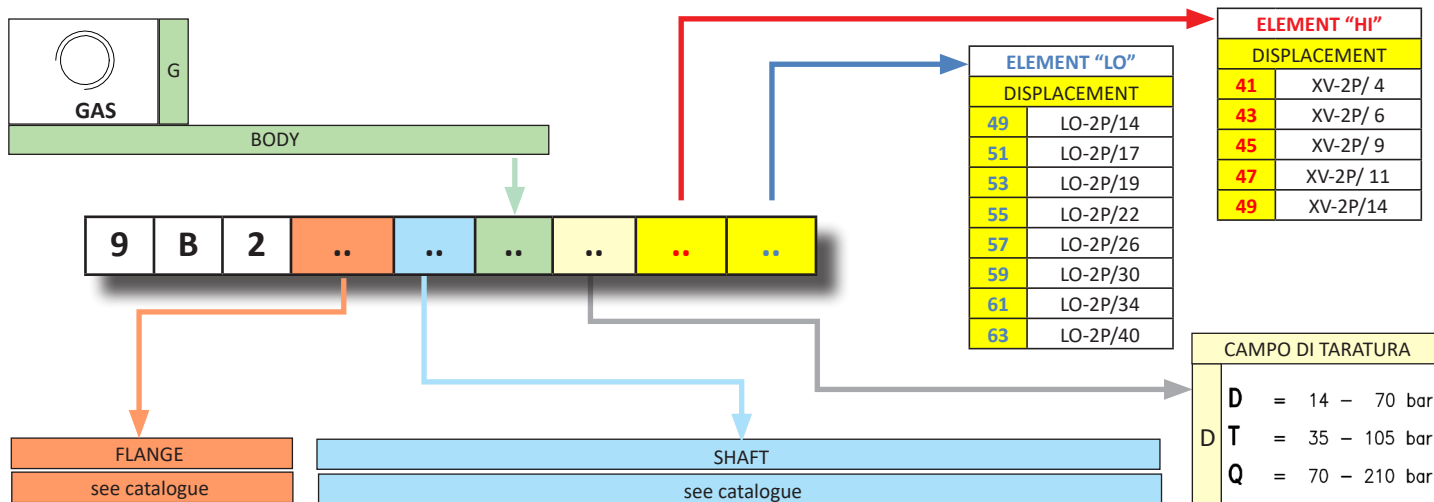 GAS
G
BODY
9 B 2 .. .. .. .. .. ..
ELEMENT “LO”
DISPLACEMENT
49 LO-2P/14
51 LO-2P/17
53 LO-2P/19
55 LO-2P/22
57 LO-2P/26
59 LO-2P/30
61 LO-2P/34
63 LO-2P/40
ELEMENT “HI”
DISPLACEMENT
41 XV-2P/ 4
43 XV-2P/ 6
45 XV-2P/ 9
47 XV-2P/ 11
49 XV-2P/14
FLANGE
see catalogue
SHAFT
see catalogue
CAMPO DI TARATURA
D
D = 14 – 70 bar
T = 35 – 105 bar
Q = 70 – 210 bar